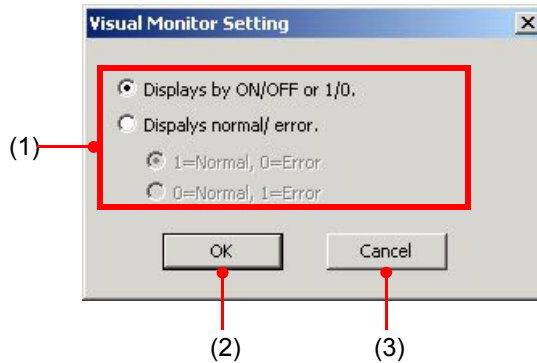 Visual Monitor Setting
Displays by ON/OFF or 1/0.
Dispalys normal/ error.
(1)
1=Normal, 0=Error
0=Normal, 1=Error
OK
Cancel
(2)
(3)